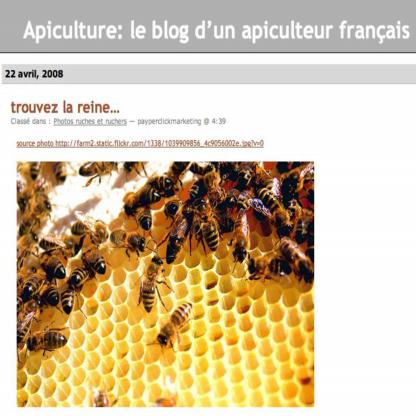 Apiculture: le blog d'un apiculteur français
22 avril, 2008
trouvez la reine...
Classé dans : Photos ruches et ruchers — payperclickmarketing @ 4:39
source photo http://farm2.static.flickr.com/1338/1039909856_4c9056002e.jpg?v=0